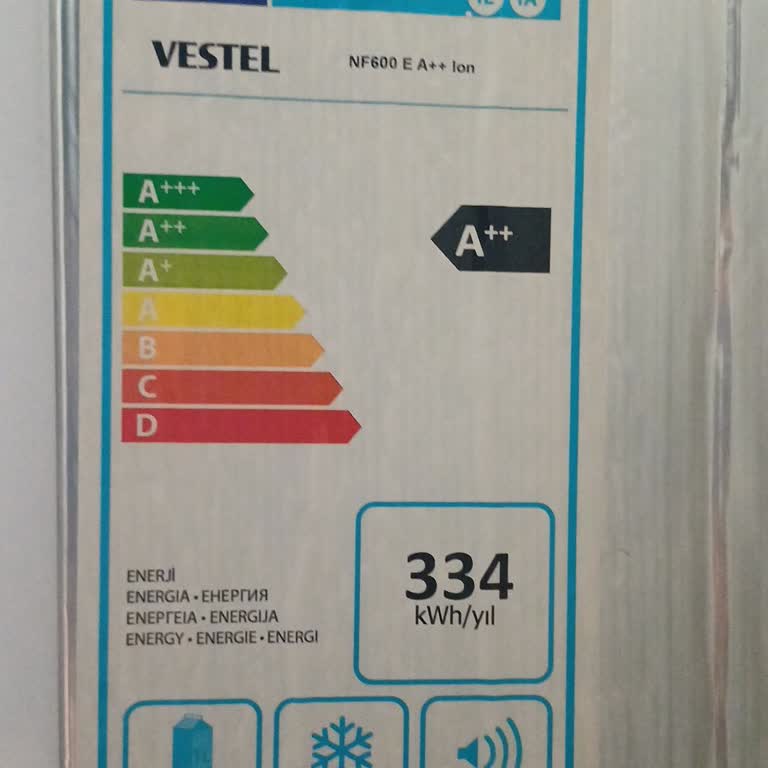 VESTEL
NF600 E A++ Ion
A+++
A++
A++
A+
A
B
C
D
334
kWh/yıl
ENERJİ
ENERGIA • ЕНЕРГИЯ
ΕΝΕΡΓΕΙΑ • ENERGIJA
ENERGY • ENERGIE • ENERGI